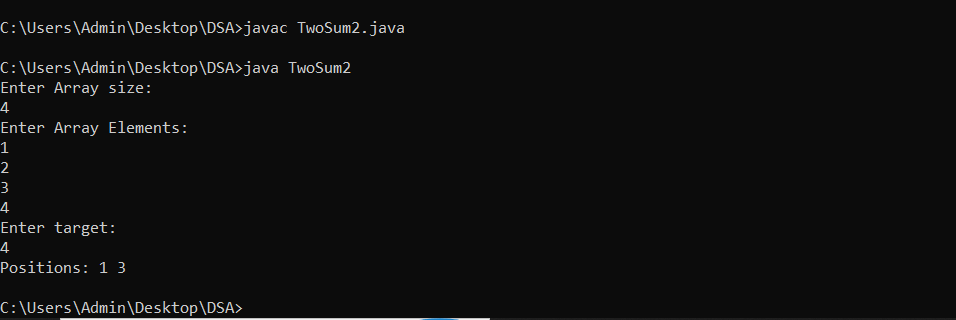 C:\Users\Admin\Desktop\DSA>javac TwoSum2.java
C:\Users\Admin\Desktop\DSA>java TwoSum2
Enter Array size:
4
Enter Array Elements:
1
2
3
4
Enter target:
4
Positions: 1 3
C:\Users\Admin\Desktop\DSA>